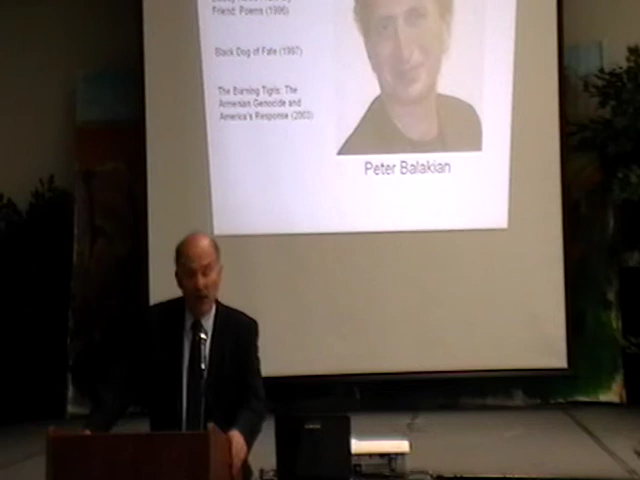 Friend: Poems (1996)
Black Dog of Fate (1997)
The Burning Tigris: The
Armenian Genocide and
America's Response (2003)
Peter Balakian